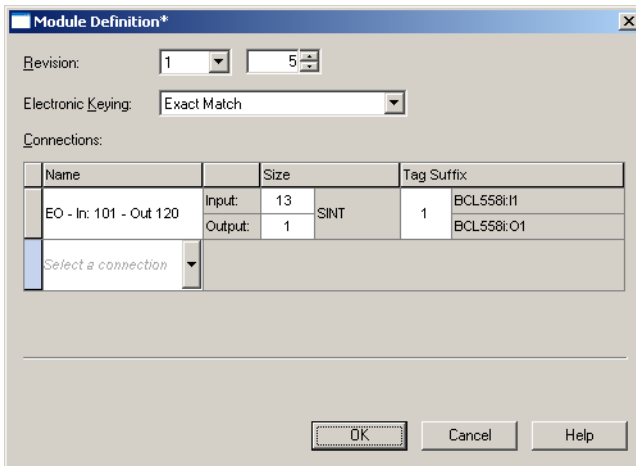 Module Definition*
Revision: 1 5
Electronic Keying: Exact Match
Connections:
Name Size Tag Suffix
EO - In: 101 - Out 120 Input: 13 SINT 1 BCL558i:I1
Output: 1 BCL558i:O1
Select a connection
OK Cancel Help